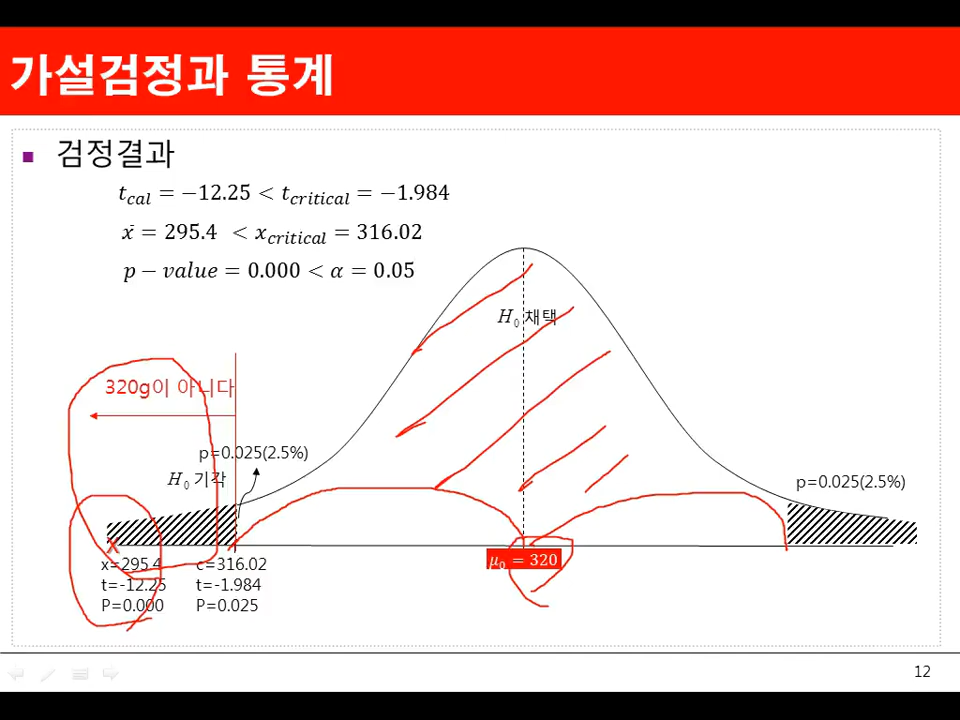 가설검정과 통계
검정결과
t_cal = −12.25 < t_critical = −1.984
x̄ = 295.4 < x_critical = 316.02
p − value = 0.000 < α = 0.05
H₀ 채택
320g이 아니다
p=0.025(2.5%)
H₀ 기각
p=0.025(2.5%)
X
μ₀ = 320
x=295.4 c=316.02
t=-12.25 t=-1.984
P=0.000 P=0.025
12